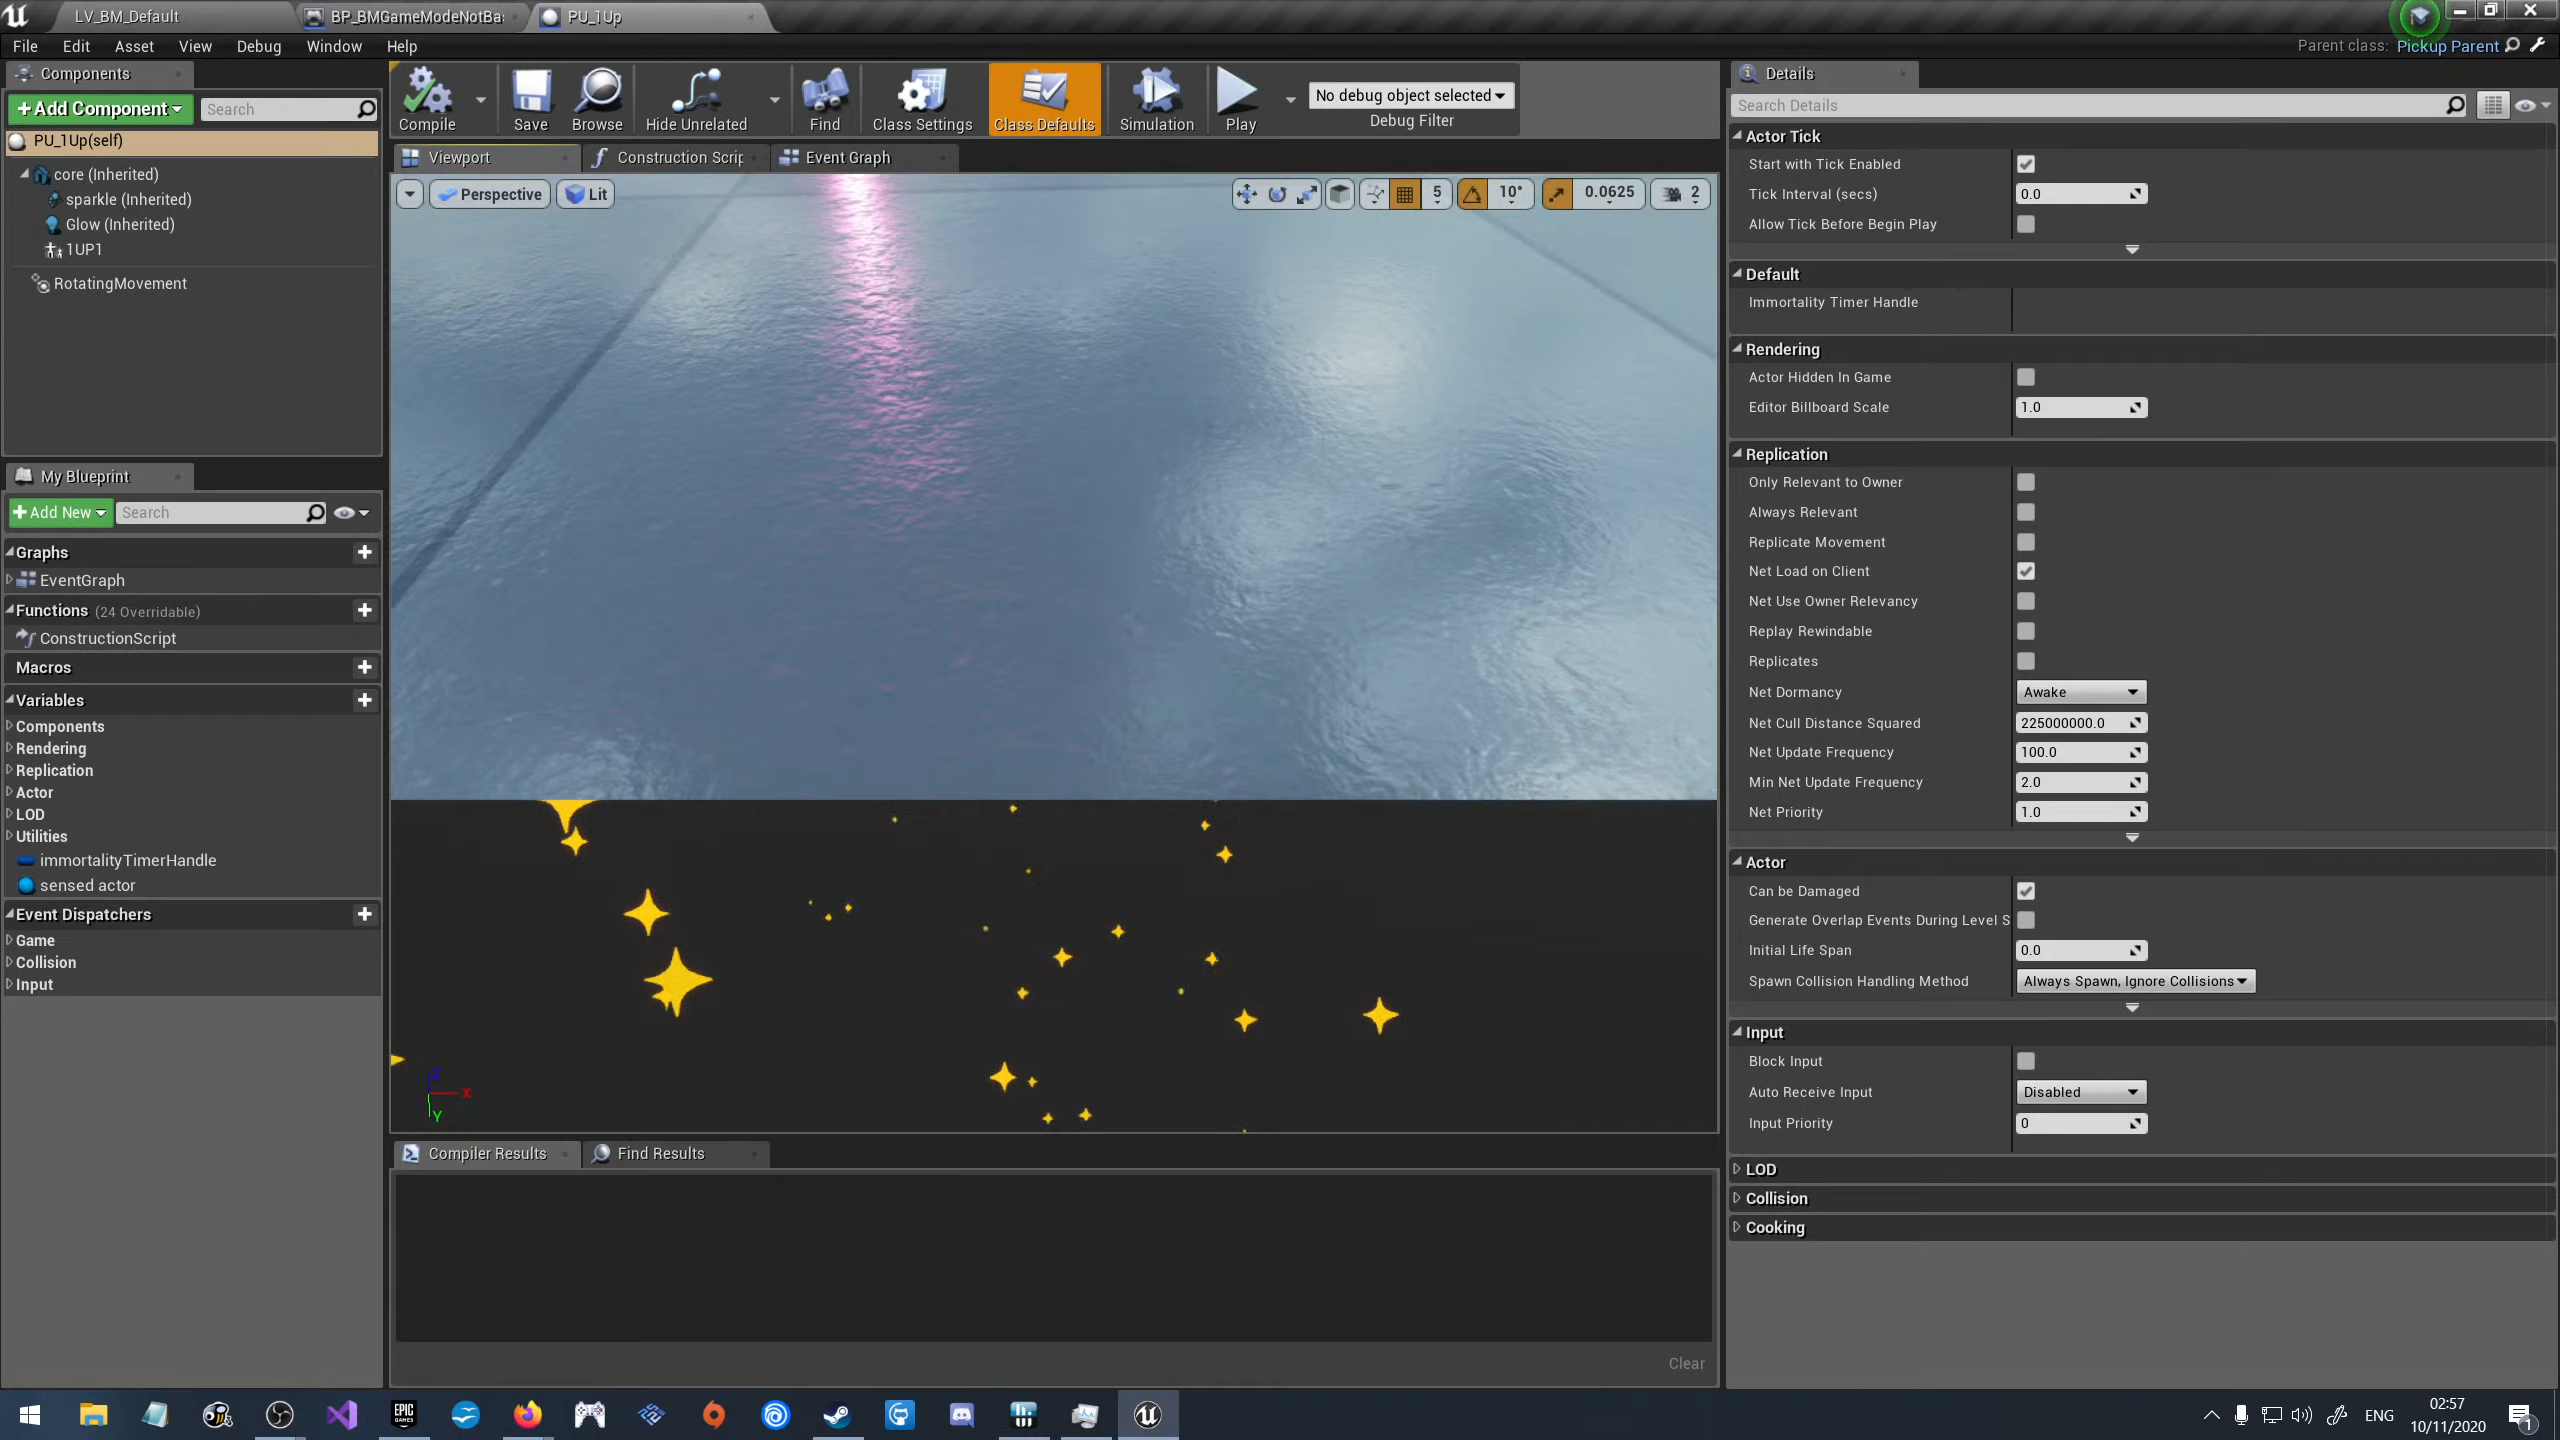 LV_BM_Default
BP_BMGameModeNotBa
PU_1Up
File Edit Asset View Debug Window Help
Parent class: Pickup Parent
Components
+Add Component
Search
PU_1Up(self)
core (Inherited)
sparkle (Inherited)
Glow (Inherited)
1UP1
RotatingMovement
My Blueprint
+Add New
Search
Graphs
EventGraph
Functions (24 Overridable)
ConstructionScript
Macros
Variables
Components
Rendering
Replication
Actor
LOD
Utilities
immortalityTimerHandle
sensed actor
Event Dispatchers
Game
Collision
Input
Compile
Save
Browse
Hide Unrelated
Find
Class Settings
Class Defaults
Simulation
Play
No debug object selected
Debug Filter
Viewport
Construction Scrip
Event Graph
Perspective
Lit
5
10°
0.0625
2
Z
X
Y
Compiler Results
Find Results
Clear
Details
Search Details
Actor Tick
Start with Tick Enabled
Tick Interval (secs) 0.0
Allow Tick Before Begin Play
Default
Immortality Timer Handle
Rendering
Actor Hidden In Game
Editor Billboard Scale 1.0
Replication
Only Relevant to Owner
Always Relevant
Replicate Movement
Net Load on Client
Net Use Owner Relevancy
Replay Rewindable
Replicates
Net Dormancy Awake
Net Cull Distance Squared 225000000.0
Net Update Frequency 100.0
Min Net Update Frequency 2.0
Net Priority 1.0
Actor
Can be Damaged
Generate Overlap Events During Level S
Initial Life Span 0.0
Spawn Collision Handling Method Always Spawn, Ignore Collisions
Input
Block Input
Auto Receive Input Disabled
Input Priority 0
LOD
Collision
Cooking
EPIC
GAMES
ENG
02:57
10/11/2020
1